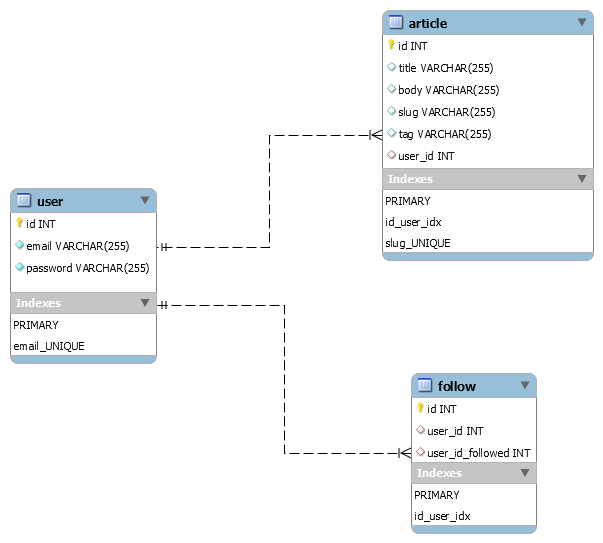 article
id INT
title VARCHAR(255)
body VARCHAR(255)
slug VARCHAR(255)
tag VARCHAR(255)
user_id INT
Indexes
PRIMARY
id_user_idx
slug_UNIQUE
user
id INT
email VARCHAR(255)
password VARCHAR(255)
Indexes
PRIMARY
email_UNIQUE
follow
id INT
user_id INT
user_id_followed INT
Indexes
PRIMARY
id_user_idx